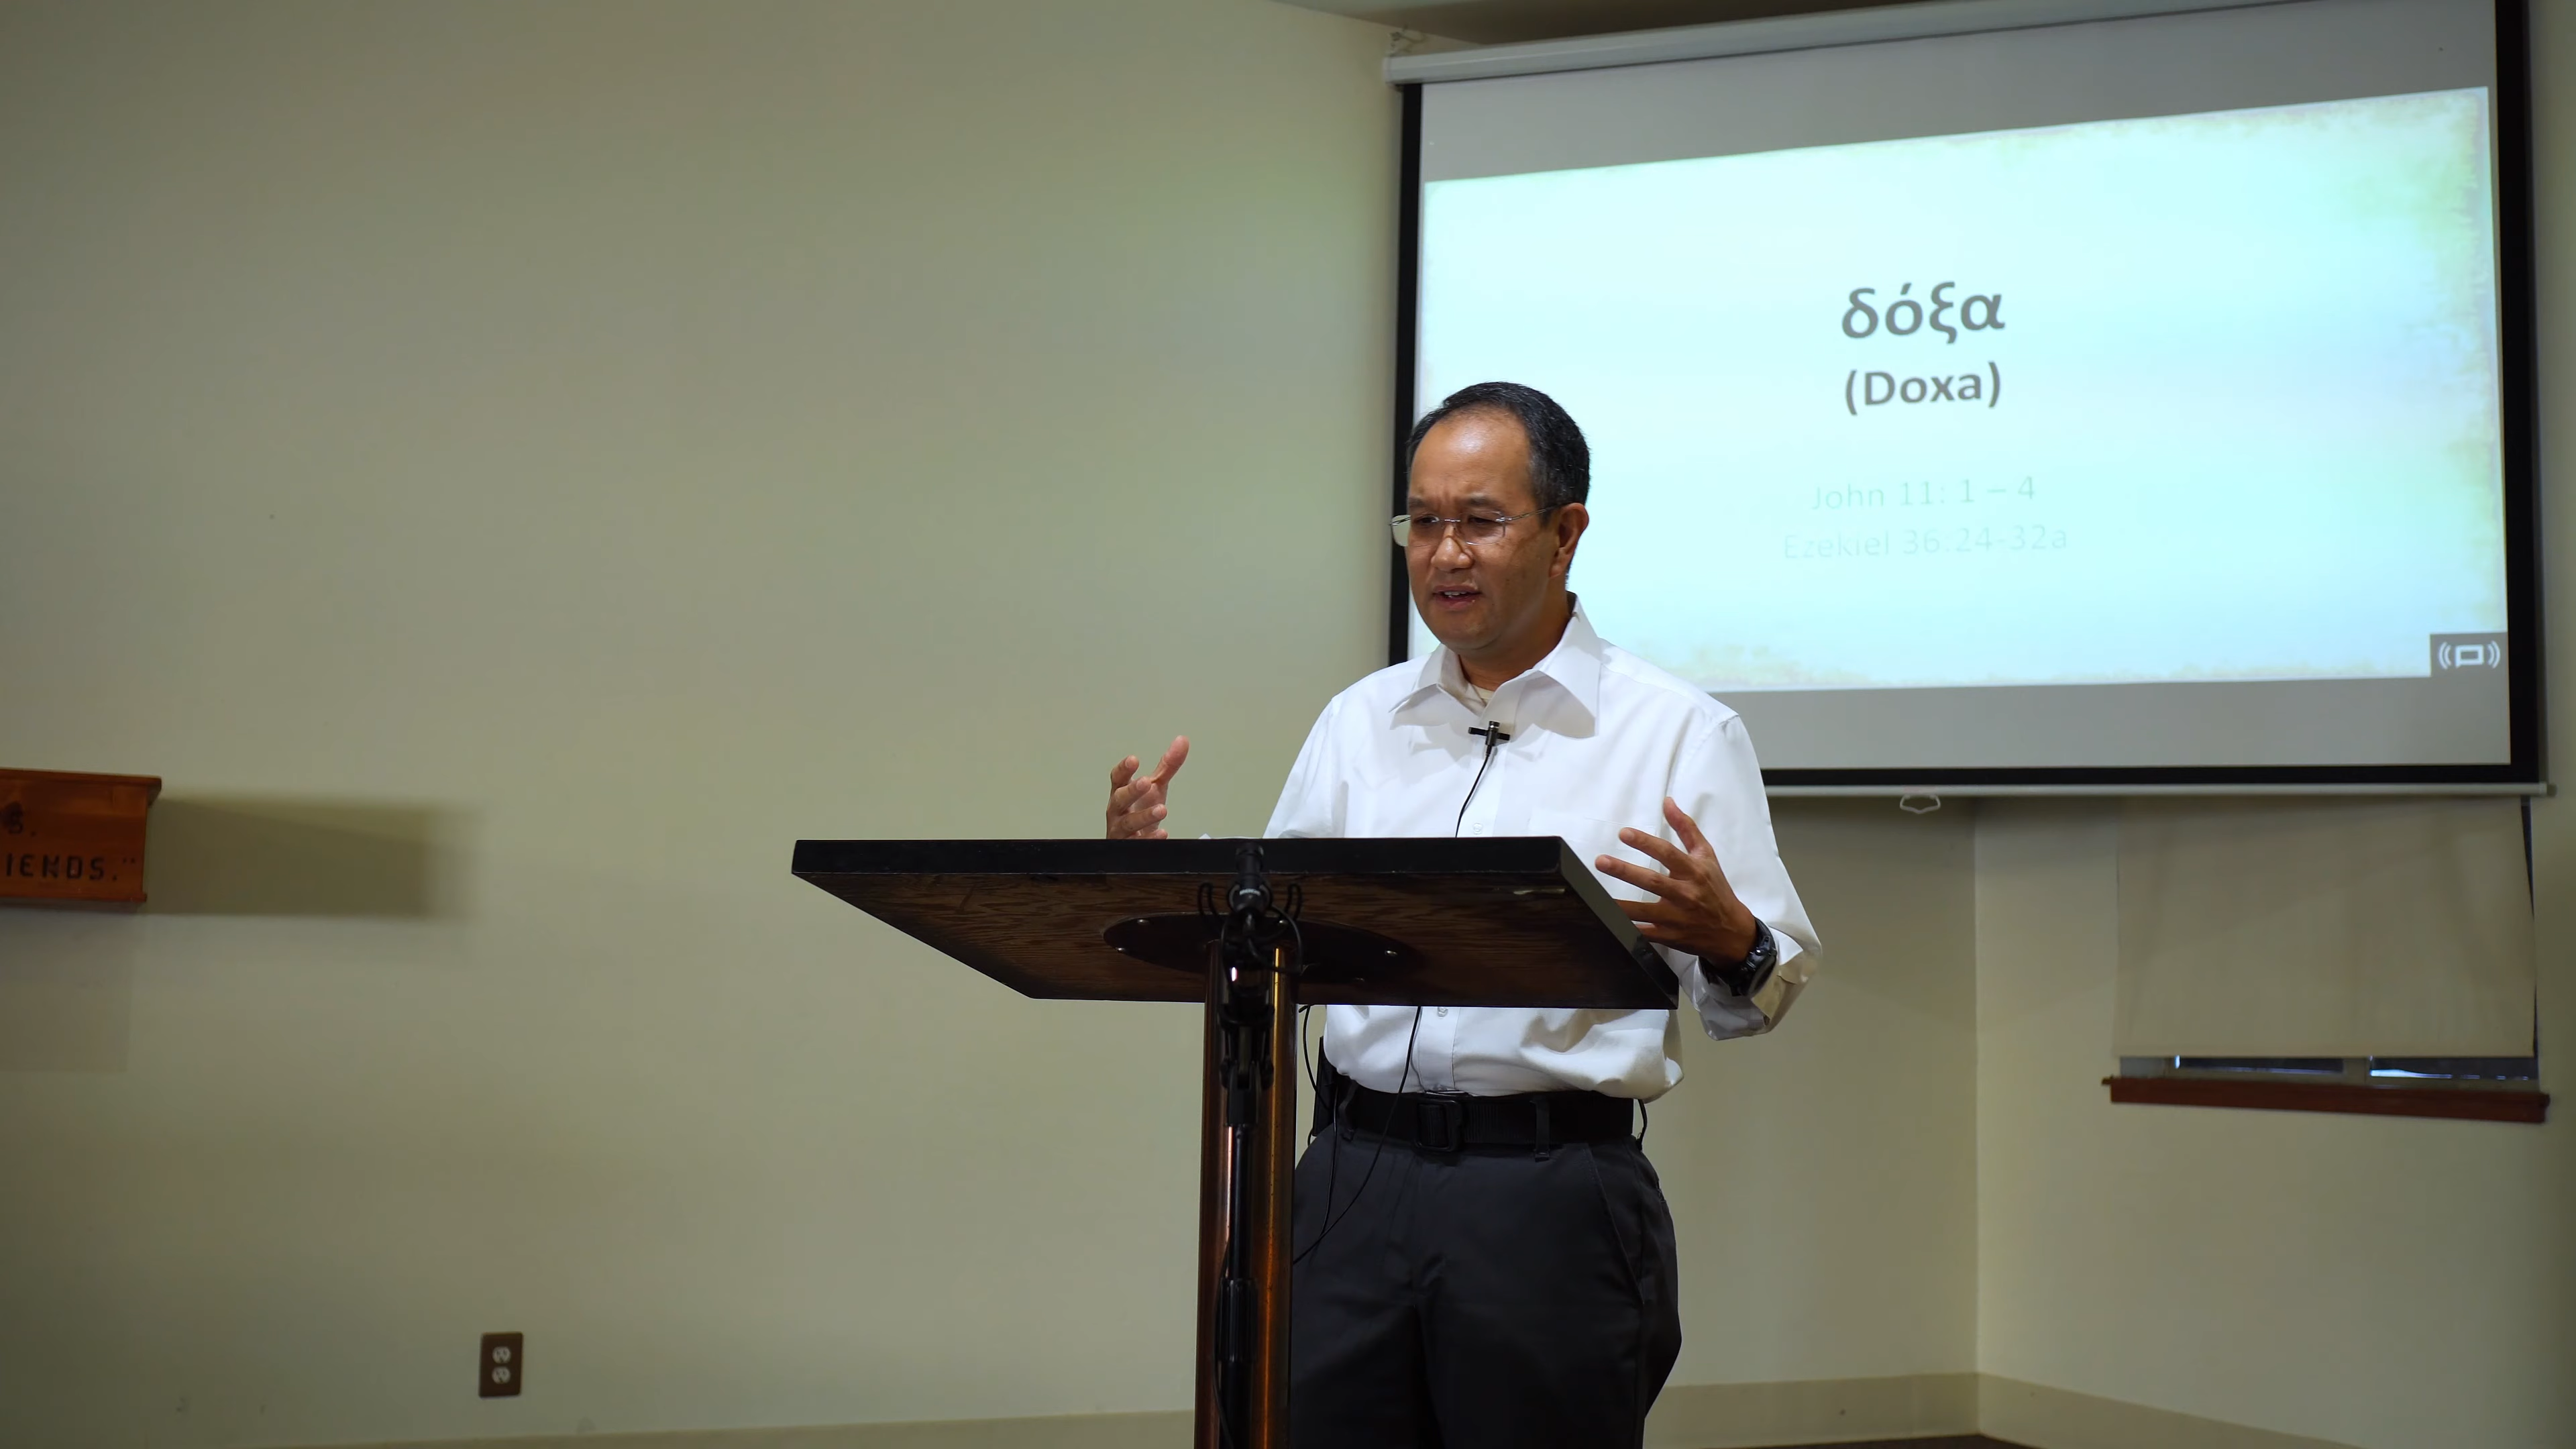 δόξα
(Doxa)
John 11: 1 – 4
Ezekiel 36:24-32a
S.
IENDS."